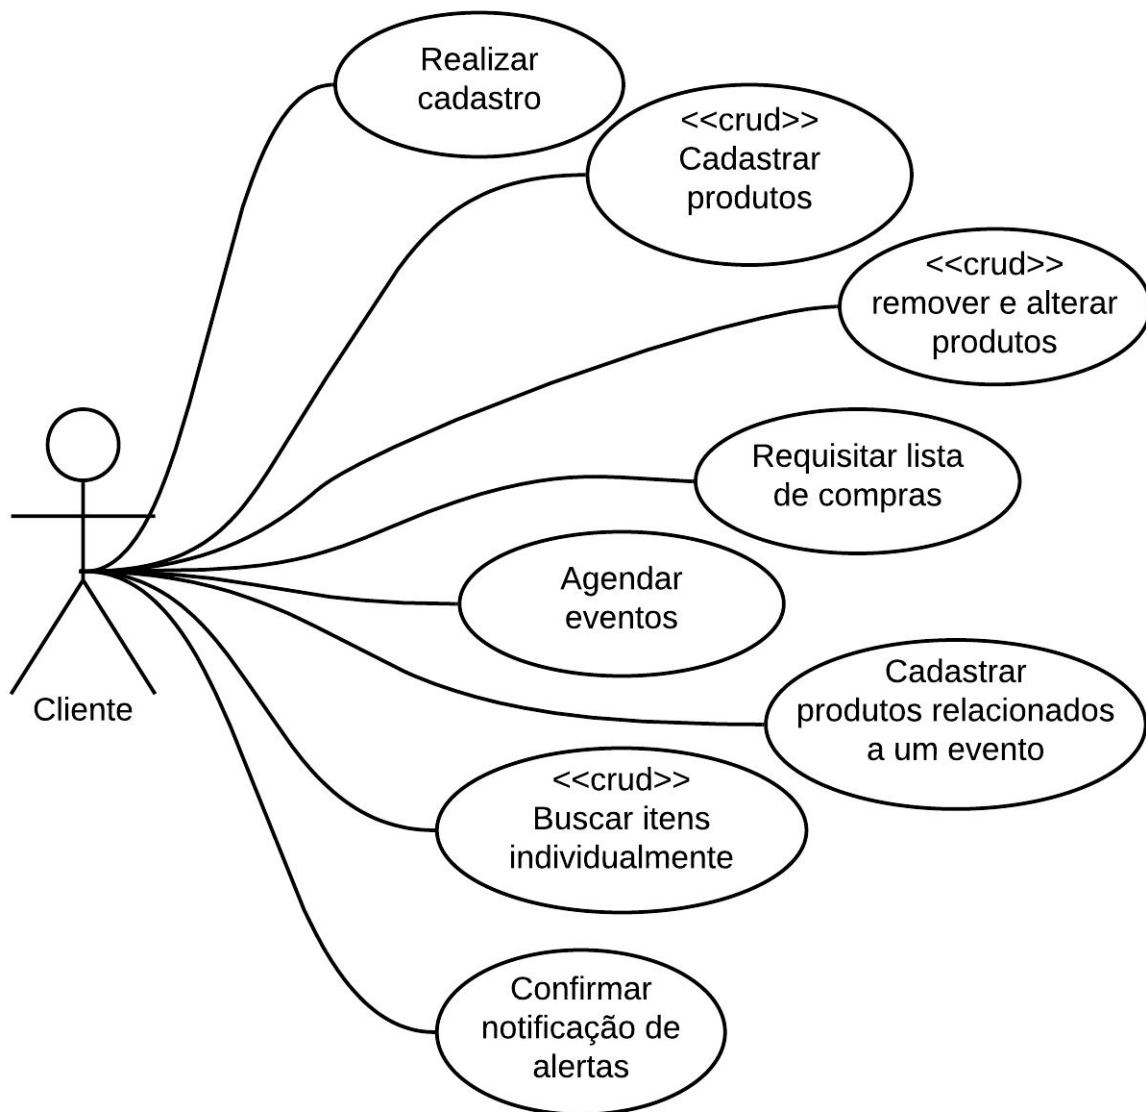 Realizar
cadastro
<<crud>>
Cadastrar
produtos
<<crud>>
remover e alterar
produtos
Requisitar lista
de compras
Agendar
eventos
Cadastrar
produtos relacionados
a um evento
Cliente
<<crud>>
Buscar itens
individualmente
Confirmar
notificação de
alertas